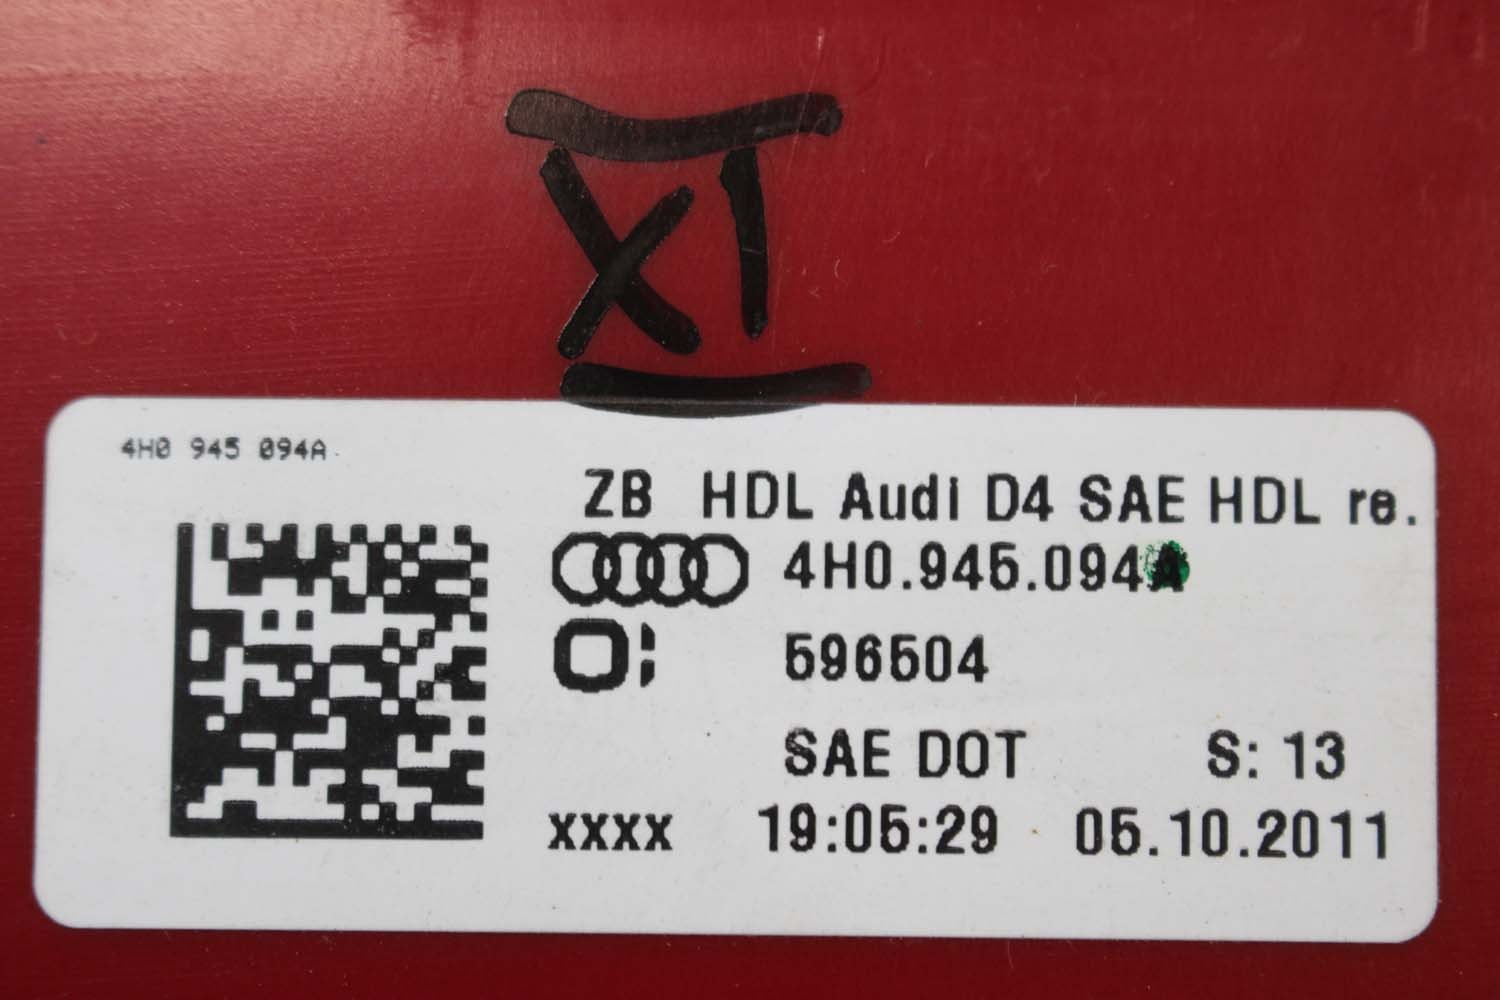 XI
4H0 945 094A
ZB HDL Audi D4 SAE HDL re.
4H0.945.094A
596504
SAE DOT S: 13
XXXX 19:05:29 05.10.2011